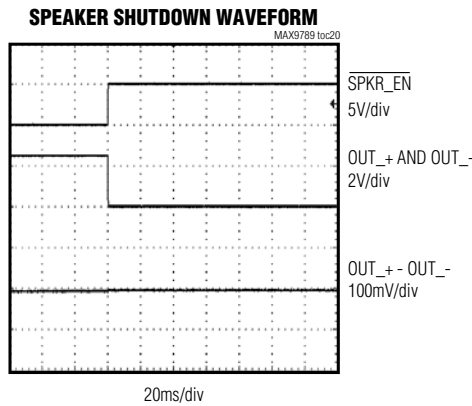 SPEAKER SHUTDOWN WAVEFORM
MAX9789 toc20
SPKR_EN
5V/div
OUT_+ AND OUT_-
2V/div
OUT_+ - OUT_-
100mV/div
20ms/div